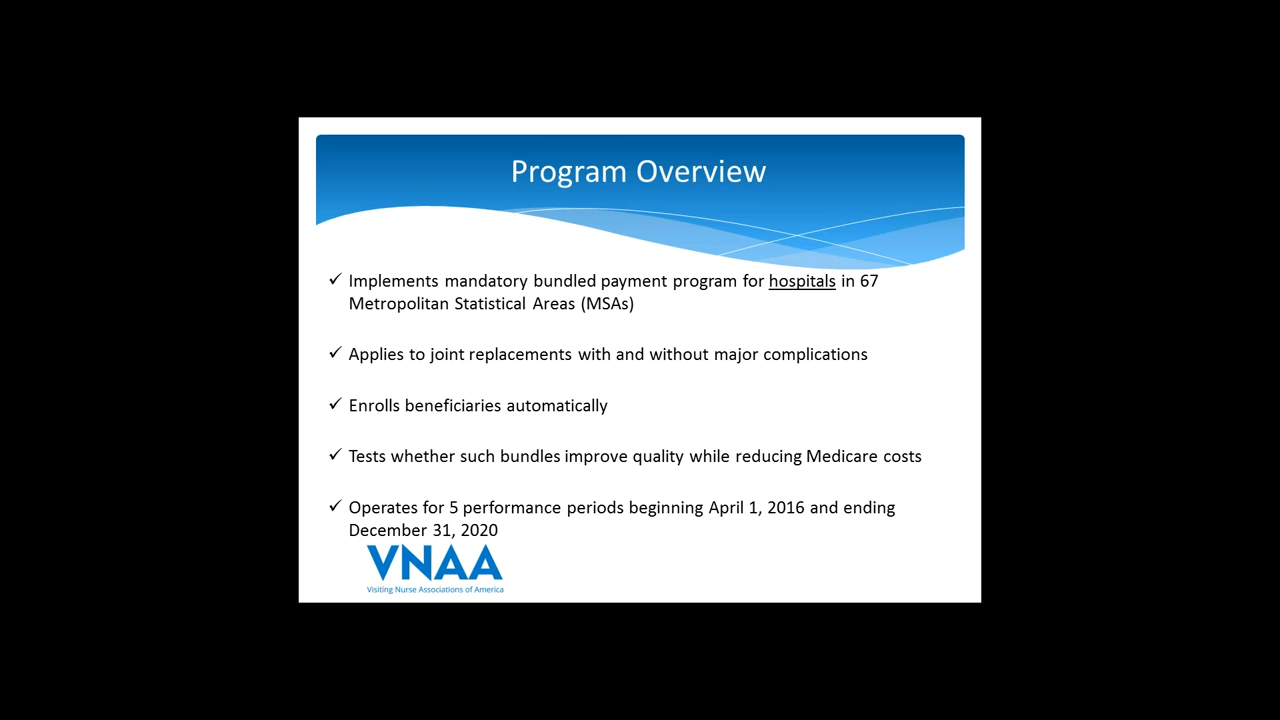 Program Overview
✓ Implements mandatory bundled payment program for hospitals in 67
Metropolitan Statistical Areas (MSAs)
✓ Applies to joint replacements with and without major complications
✓ Enrolls beneficiaries automatically
✓ Tests whether such bundles improve quality while reducing Medicare costs
✓ Operates for 5 performance periods beginning April 1, 2016 and ending
December 31, 2020
VNAA
Visiting Nurse Associations of America